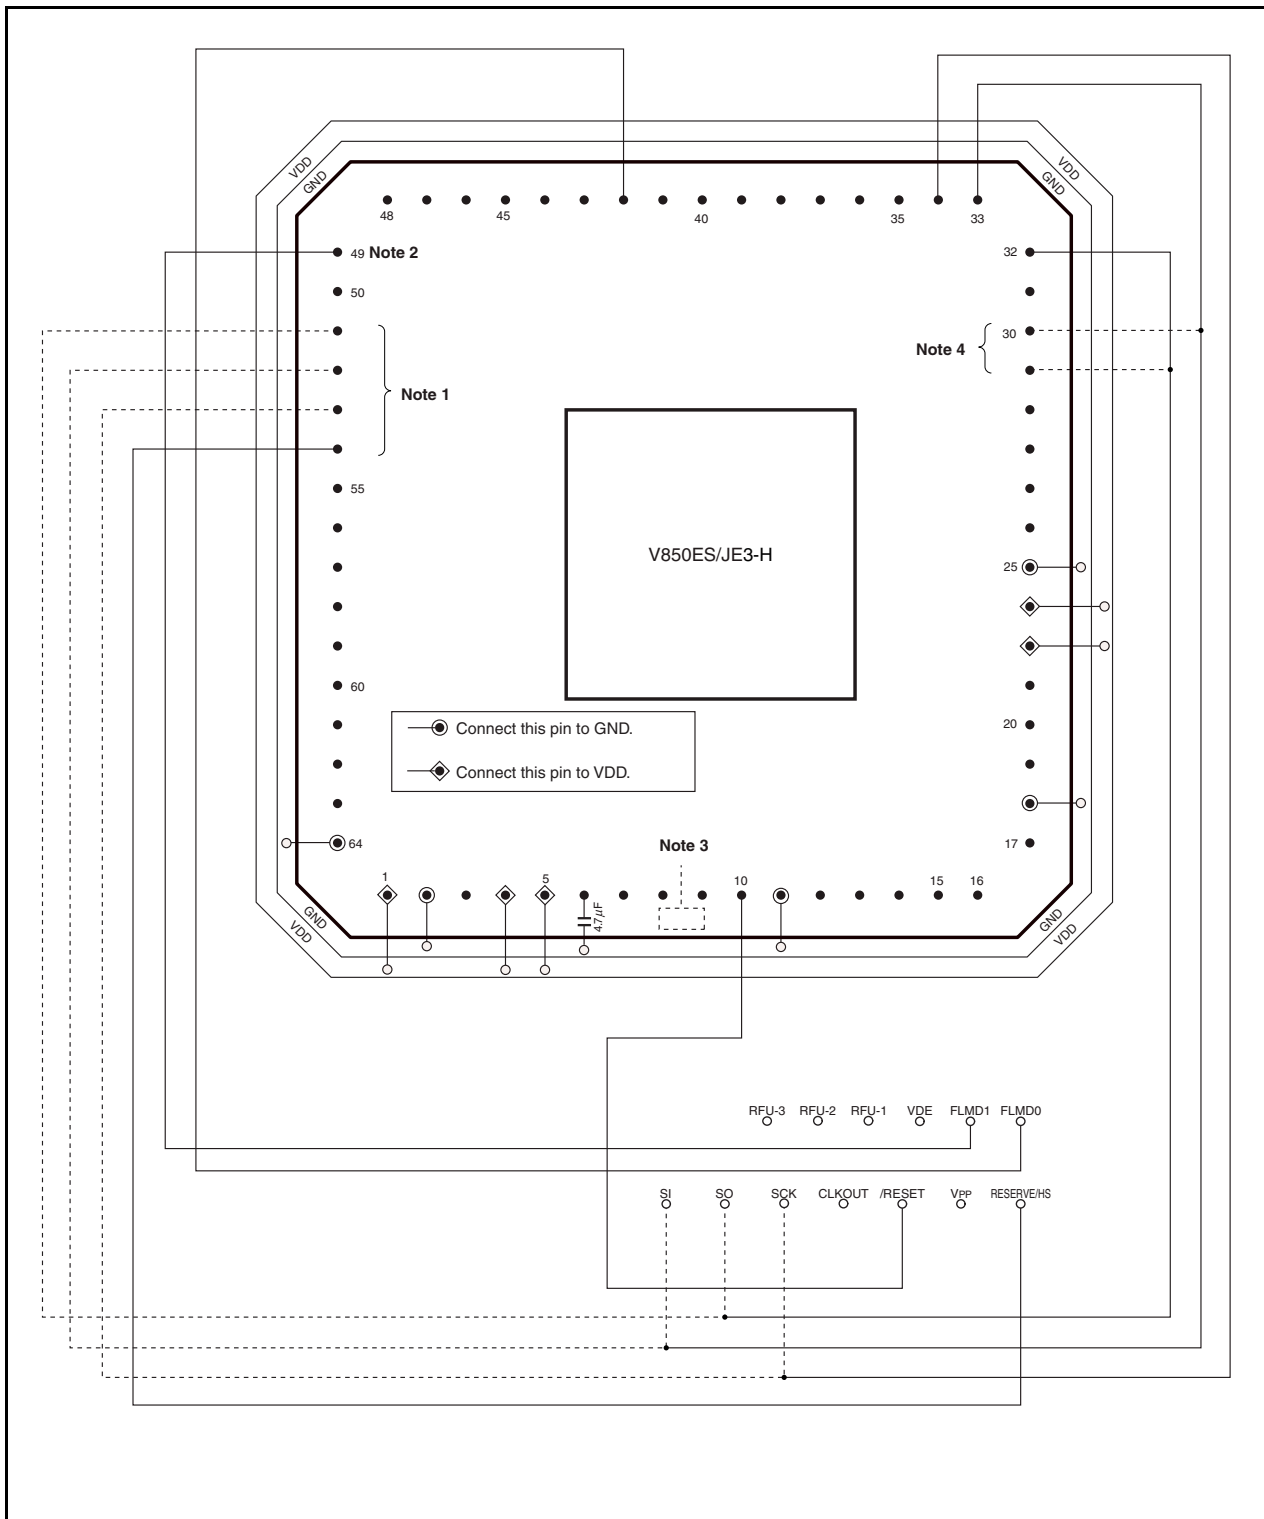 VDD
GND
VDD
GND
48
45
40
35
33
49 Note 2
32
50
30
Note 4
Note 1
55
V850ES/JE3-H
25
60
Connect this pin to GND.
20
Connect this pin to VDD.
64
17
Note 3
1
5
10
15
16
4.7 μF
GND
VDD
GND
VDD
RFU-3 RFU-2 RFU-1 VDE FLMD1 FLMD0
SI SO SCK CLKOUT /RESET VPP RESERVE/HS